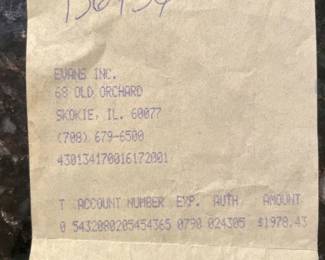 EVANS INC.
68 OLD ORCHARD
SKOKIE, IL. 60077
(708) 679-6500
430134170016172001
T ACCOUNT NUMBER EXP. AUTH AMOUNT
0 5432080205454365 0790 024305 $1978.43